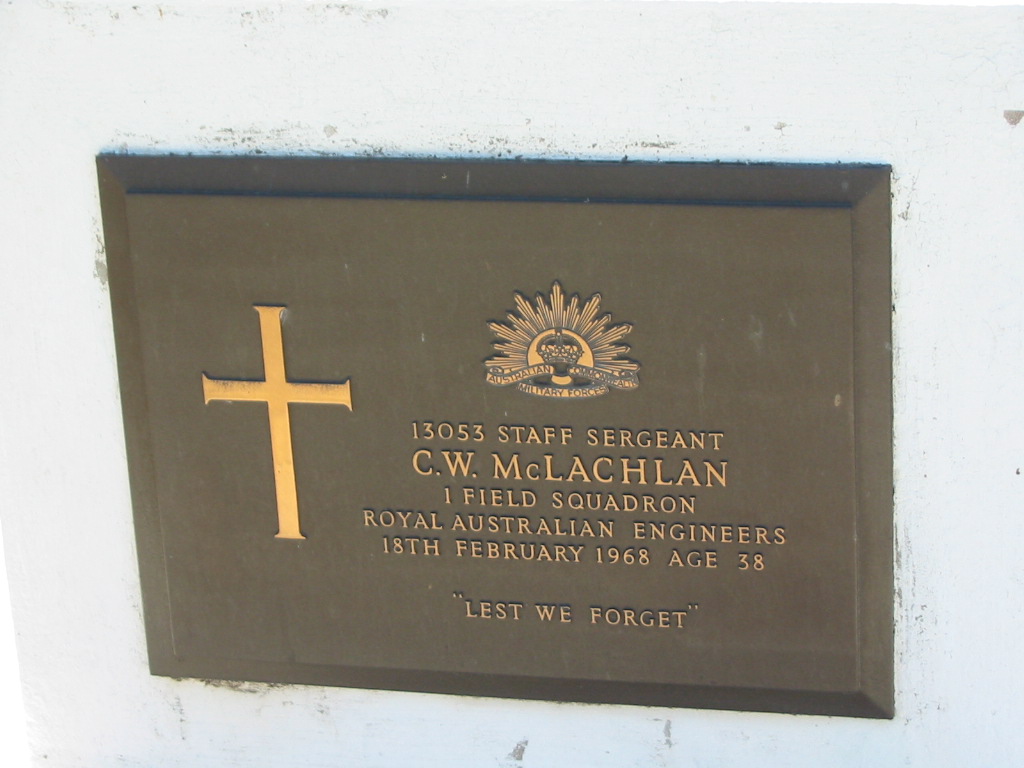 AUSTRALIAN COMMONWEALTH
MILITARY FORCES
13053 STAFF SERGEANT
C.W. McLACHLAN
1 FIELD SQUADRON
ROYAL AUSTRALIAN ENGINEERS
18TH FEBRUARY 1968 AGE 38
"LEST WE FORGET"